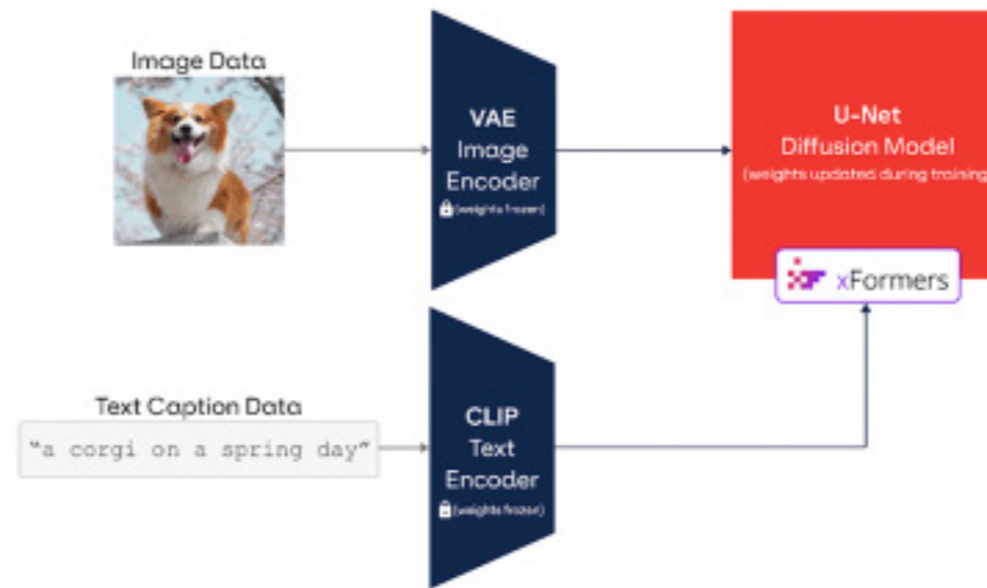 Image Data
VAE
Image
Encoder
(weights frozen)
U-Net
Diffusion Model
(weights updated during training)
xFormers
Text Caption Data
"a corgi on a spring day"
CLIP
Text
Encoder
(weights frozen)